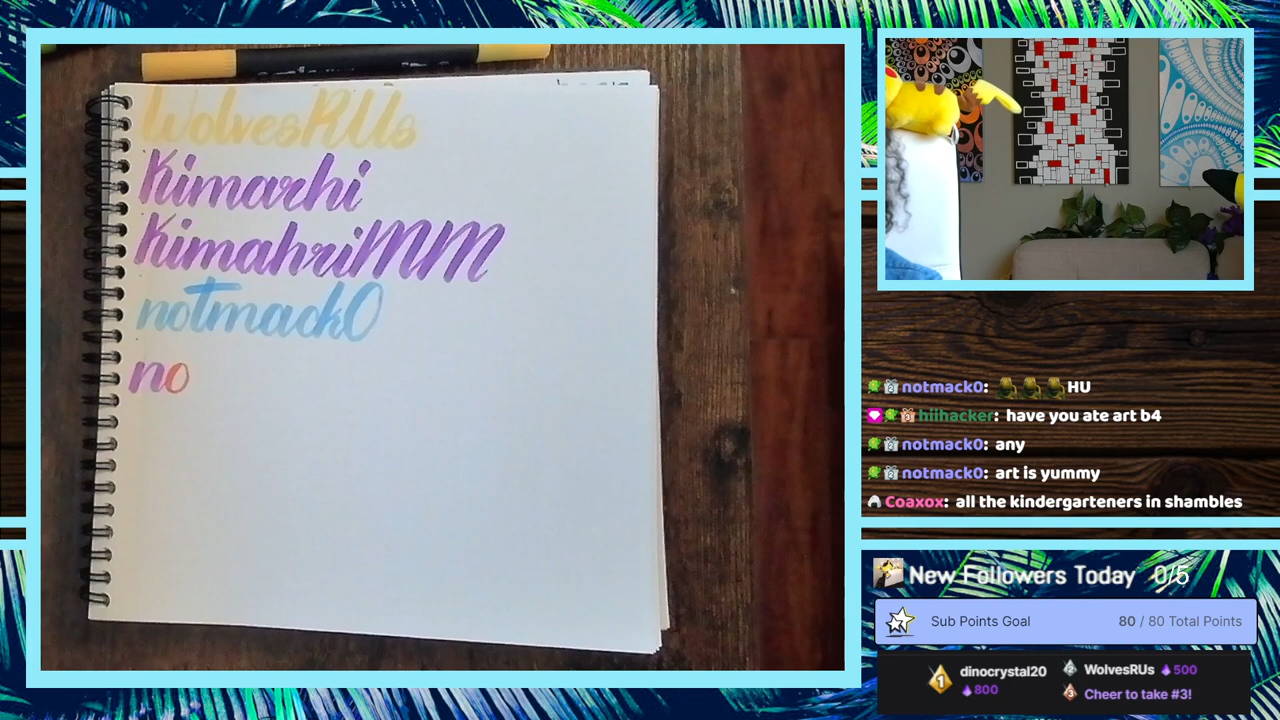 WolvesRUs
Kimarhi
KimahriMM
notmack0
no
notmack0: HU
hiihacker: have you ate art b4
notmack0: any
notmack0: art is yummy
Coaxox: all the kindergarteners in shambles
New Followers Today 0/5
Sub Points Goal 80 / 80 Total Points
1 dinocrystal20 800
2 WolvesRUs 500
3 Cheer to take #3!